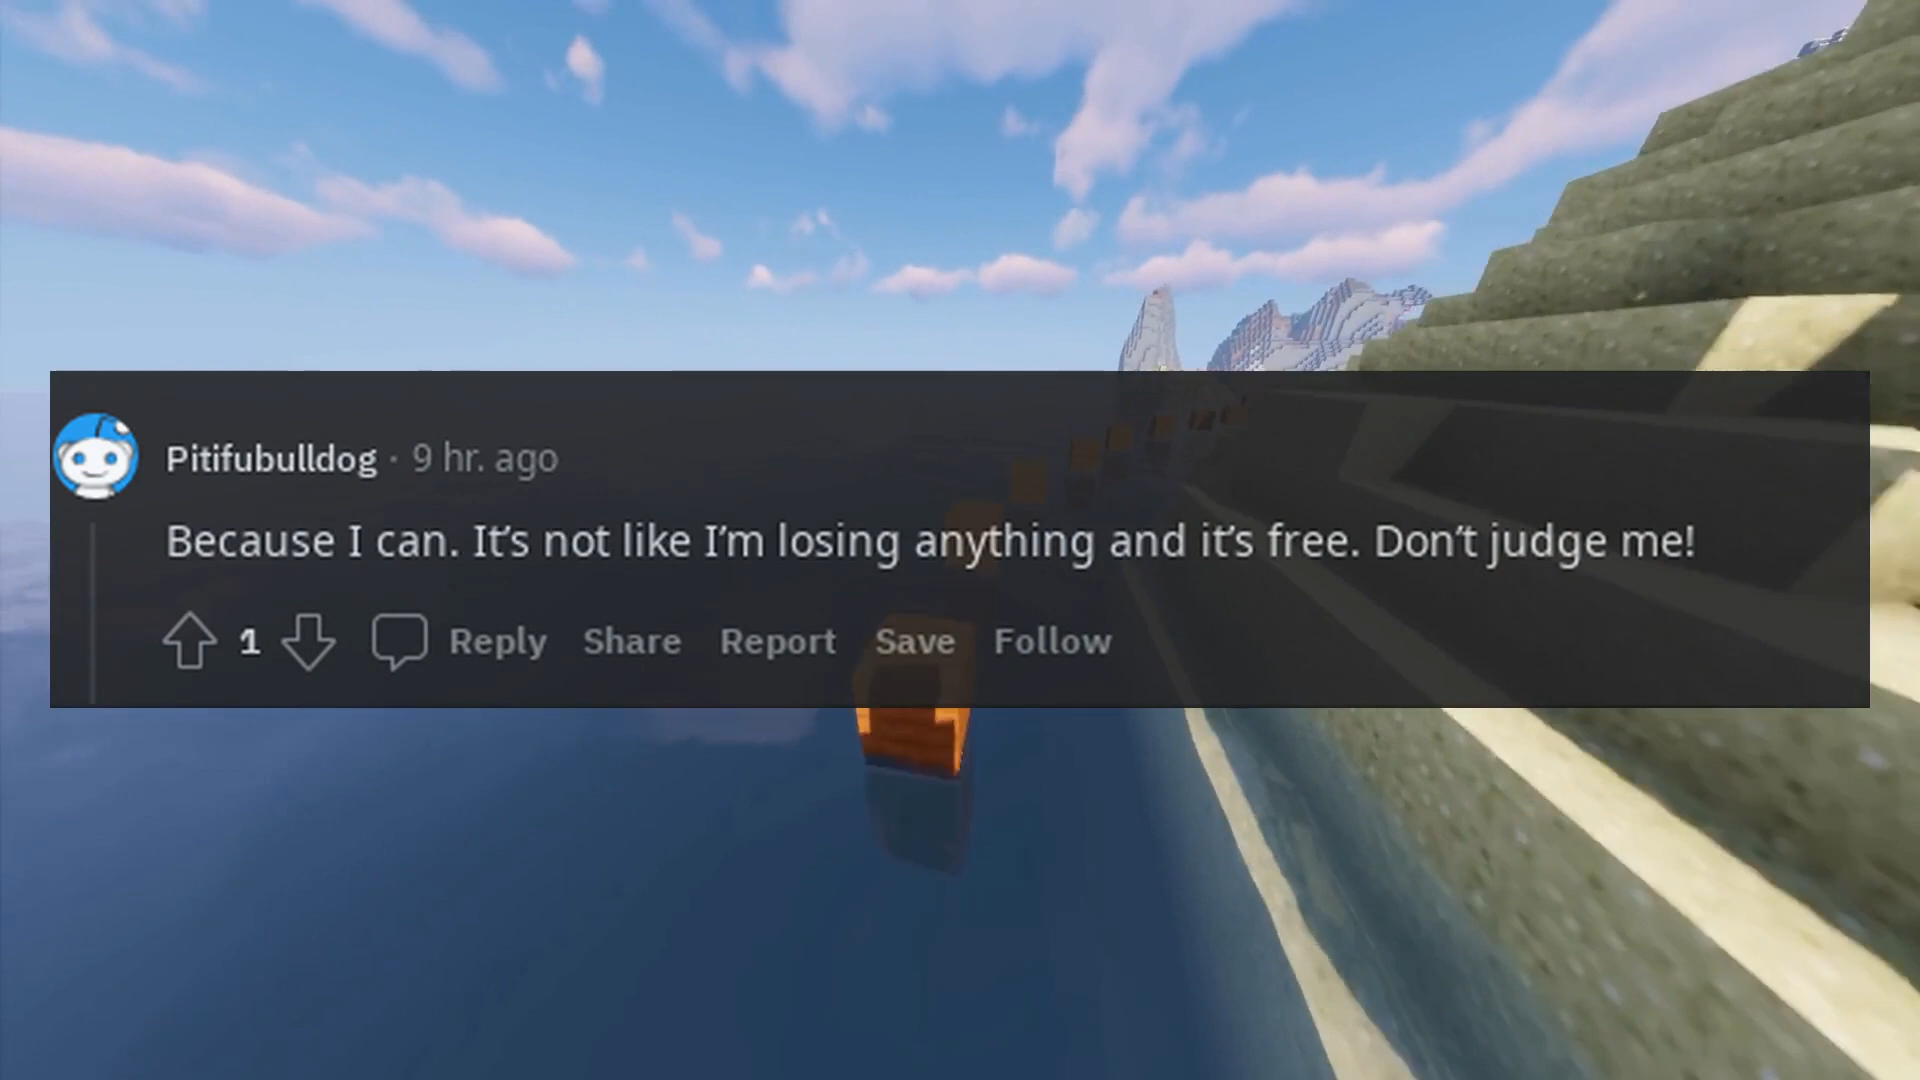 Pitifubulldog · 9 hr. ago
Because I can. It's not like I'm losing anything and it's free. Don't judge me!
1 Reply Share Report Save Follow